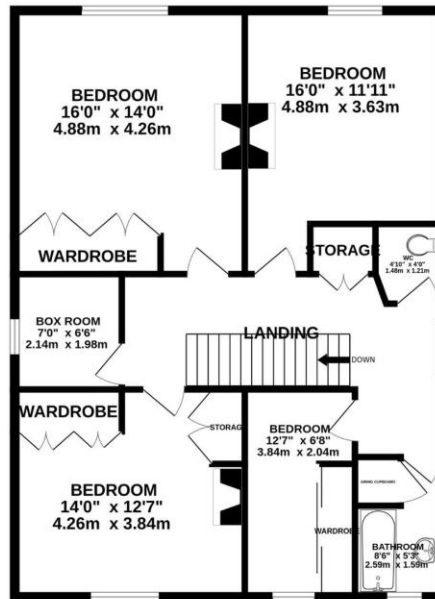 BEDROOM
16'0" x 14'0"
4.88m x 4.26m
BEDROOM
16'0" x 11'11"
4.88m x 3.63m
WARDROBE
STORAGE
WC
4'10" x 4'0"
1.48m x 1.21m
BOX ROOM
7'0" x 6'6"
2.14m x 1.98m
LANDING
DOWN
WARDROBE
STORAG
BEDROOM
12'7" x 6'8"
3.84m x 2.04m
BEDROOM
14'0" x 12'7"
4.26m x 3.84m
WARDROBE
BATHROOM
8'6" x 5'3"
2.59m x 1.59m